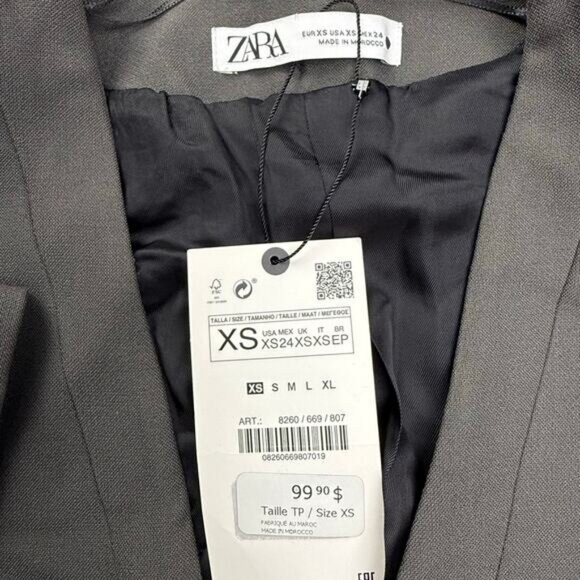 ZARA
EUR XS USA XS MEX 24
MADE IN MOROCCO
FSC
TALLA / SIZE / TAMANHO / TAILLE / MAAT / ΜΕΓΕΘΟΣ
XS
USA MEX UK IT BR
XS 24 XS XS EP
XS S M L XL
ART.: 8260 / 669 / 807
08260669807019
99 90 $
Taille TP / Size XS
FABRIQUÉ AU MAROC
MADE IN MOROCCO
EAC